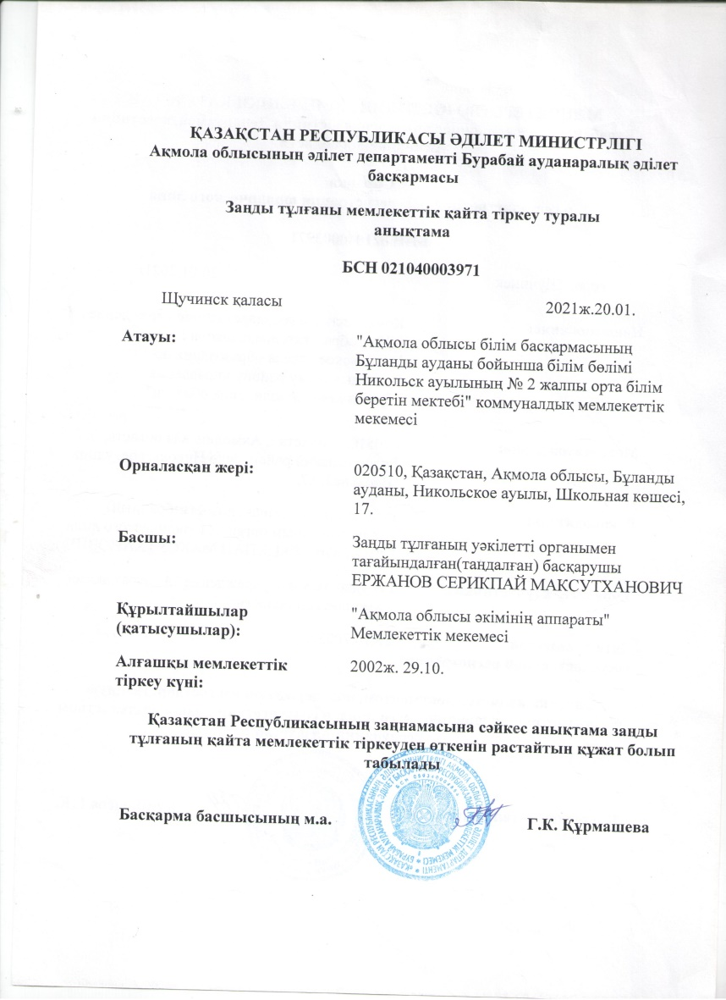 ҚАЗАҚСТАН РЕСПУБЛИКАСЫ ӘДІЛЕТ МИНИСТРЛІГІ
Ақмола облысының әділет департаменті Бурабай ауданаралық әділет
басқармасы
Заңды тұлғаны мемлекеттік қайта тіркеу туралы
анықтама
БСН 021040003971
Щучинск қаласы 2021ж.20.01.
Атауы: "Ақмола облысы білім басқармасының
Бұланды ауданы бойынша білім бөлімі
Никольск ауылының № 2 жалпы орта білім
беретін мектебі" коммуналдық мемлекеттік
мекемесі
Орналасқан жері: 020510, Қазақстан, Ақмола облысы, Бұланды
ауданы, Никольское ауылы, Школьная көшесі,
17.
Басшы: Заңды тұлғаның уәкілетті органымен
тағайындалған(таңдалған) басқарушы
ЕРЖАНОВ СЕРИКПАЙ МАКСУТХАНОВИЧ
Құрылтайшылар "Ақмола облысы әкімінің аппараты"
(қатысушылар): Мемлекеттік мекемесі
Алғашқы мемлекеттік 2002ж. 29.10.
тіркеу күні:
Қазақстан Республикасының заңнамасына сәйкес анықтама заңды
тұлғаның қайта мемлекеттік тіркеуден өткенін растайтын құжат болып
табылады
Басқарма басшысының м.а. Г.К. Құрмашева